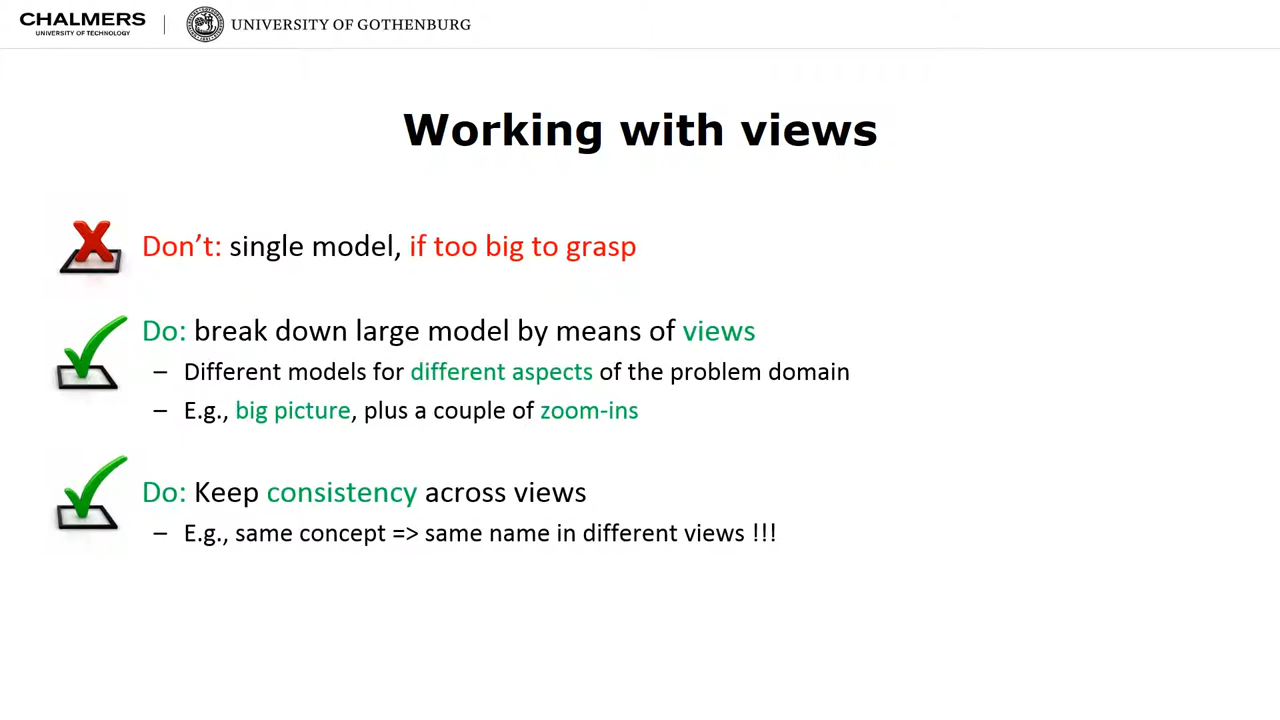 CHALMERS
UNIVERSITY OF TECHNOLOGY
UNIVERSITY OF GOTHENBURG
Working with views
Don’t: single model, if too big to grasp
Do: break down large model by means of views
– Different models for different aspects of the problem domain
– E.g., big picture, plus a couple of zoom-ins
Do: Keep consistency across views
– E.g., same concept => same name in different views !!!